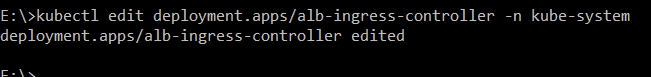 E:\>kubectl edit deployment.apps/alb-ingress-controller -n kube-system
deployment.apps/alb-ingress-controller edited
E:\>